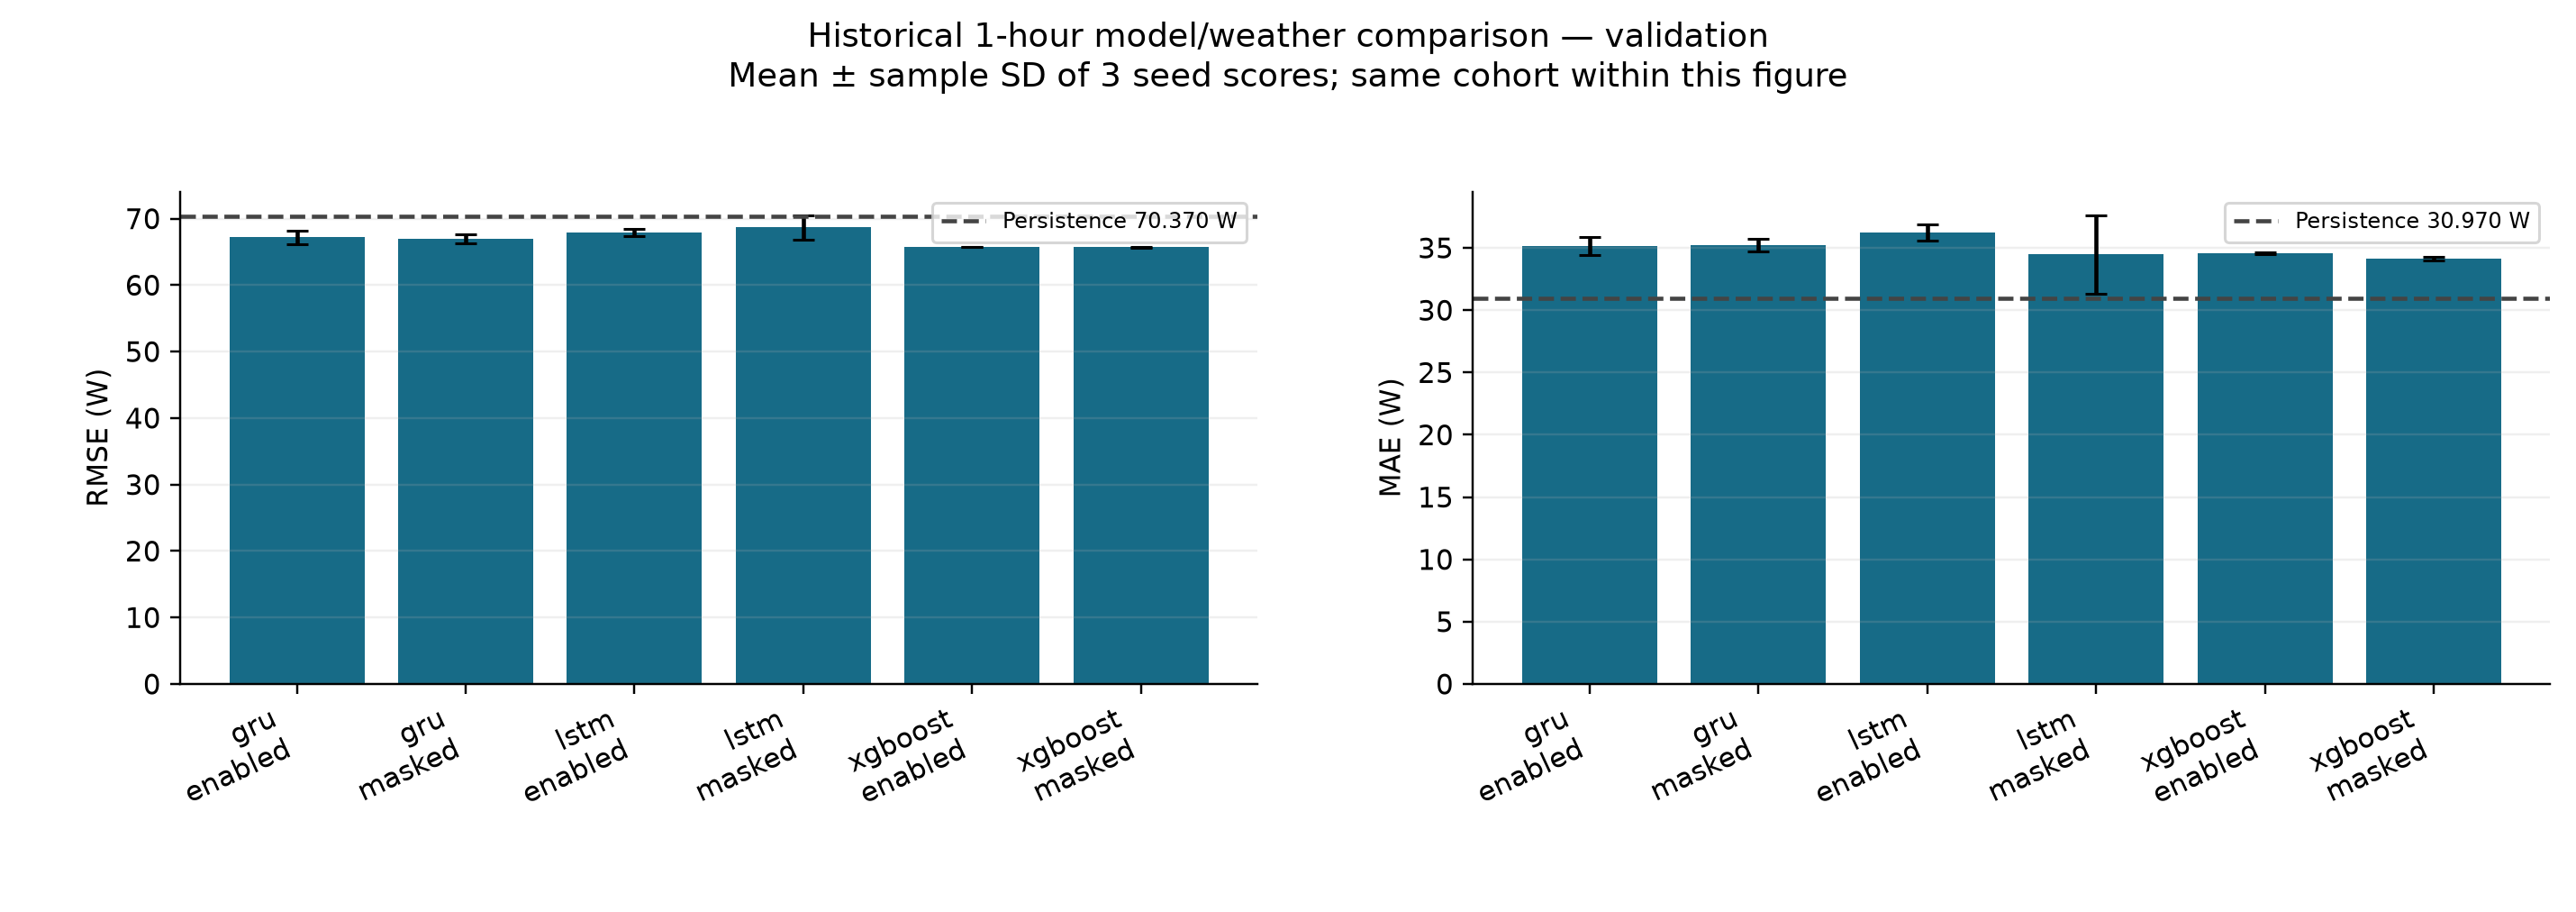 Historical 1-hour model/weather comparison — validation
Mean ± sample SD of 3 seed scores; same cohort within this figure
RMSE (W)
70
60
50
40
30
20
10
0
Persistence 70.370 W
gru
enabled
gru
masked
lstm
enabled
lstm
masked
xgboost
enabled
xgboost
masked
MAE (W)
35
30
25
20
15
10
5
0
Persistence 30.970 W
gru
enabled
gru
masked
lstm
enabled
lstm
masked
xgboost
enabled
xgboost
masked